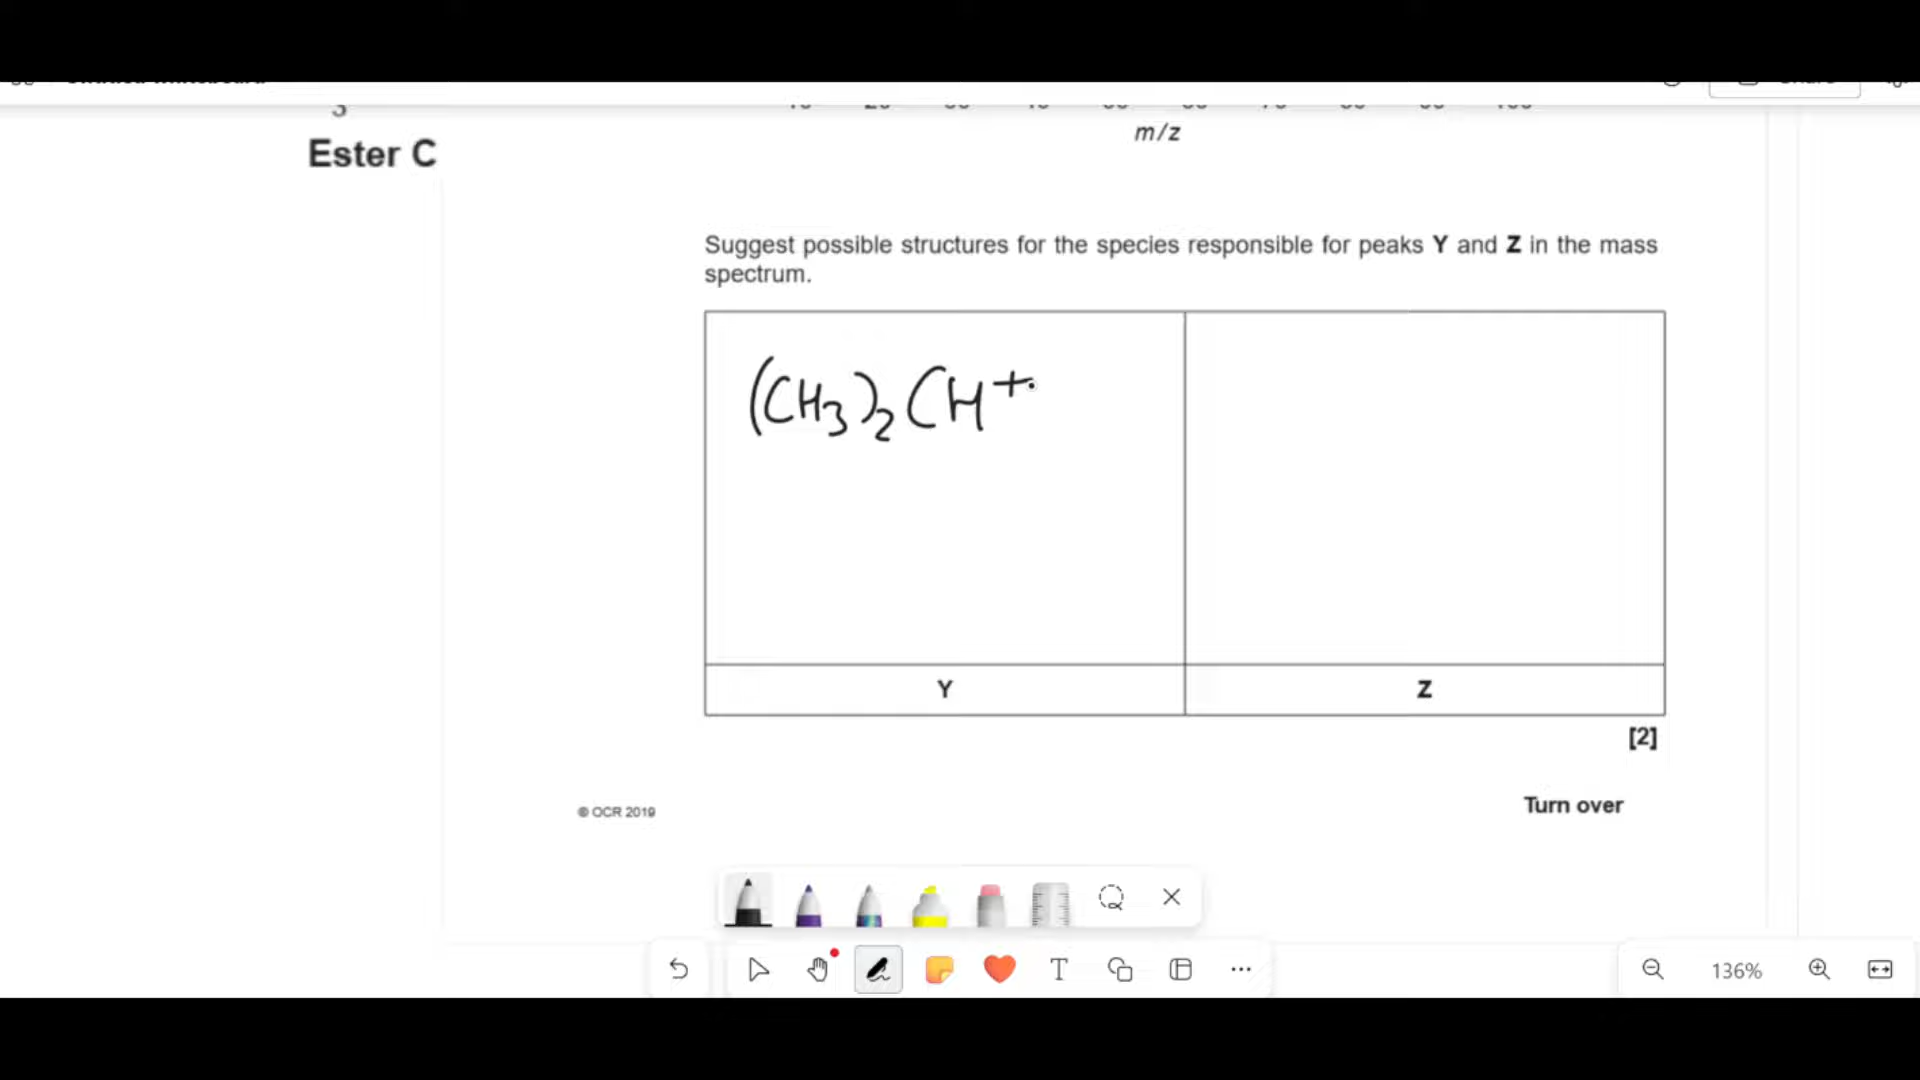 3
m/z
Ester C
Suggest possible structures for the species responsible for peaks Y and Z in the mass
spectrum.
(CH3)2CH+
Y
Z
[2]
© OCR 2019
Turn over
T
136%